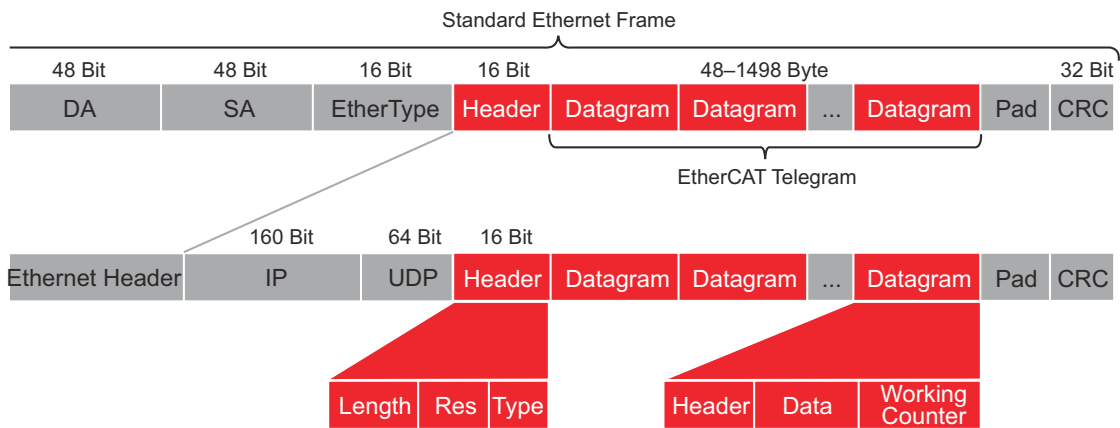 Standard Ethernet Frame
48 Bit 48 Bit 16 Bit 16 Bit 48–1498 Byte 32 Bit
DA SA EtherType Header Datagram Datagram ... Datagram Pad CRC
EtherCAT Telegram
160 Bit 64 Bit 16 Bit
Ethernet Header IP UDP Header Datagram Datagram ... Datagram Pad CRC
Length Res Type Header Data Working
Counter